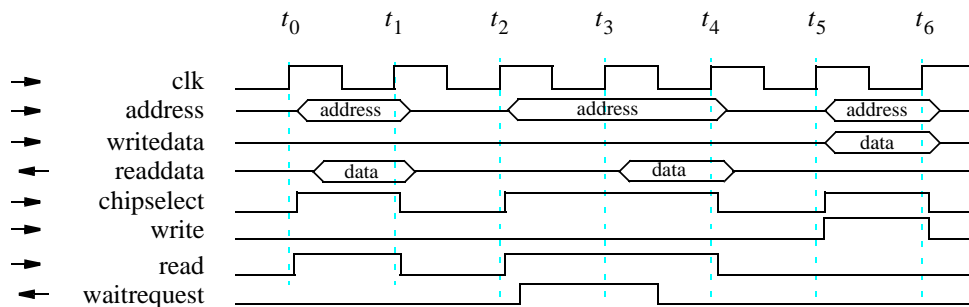 t0 t1 t2 t3 t4 t5 t6
clk
address address address address
writedata data
readdata data data
chipselect
write
read
waitrequest